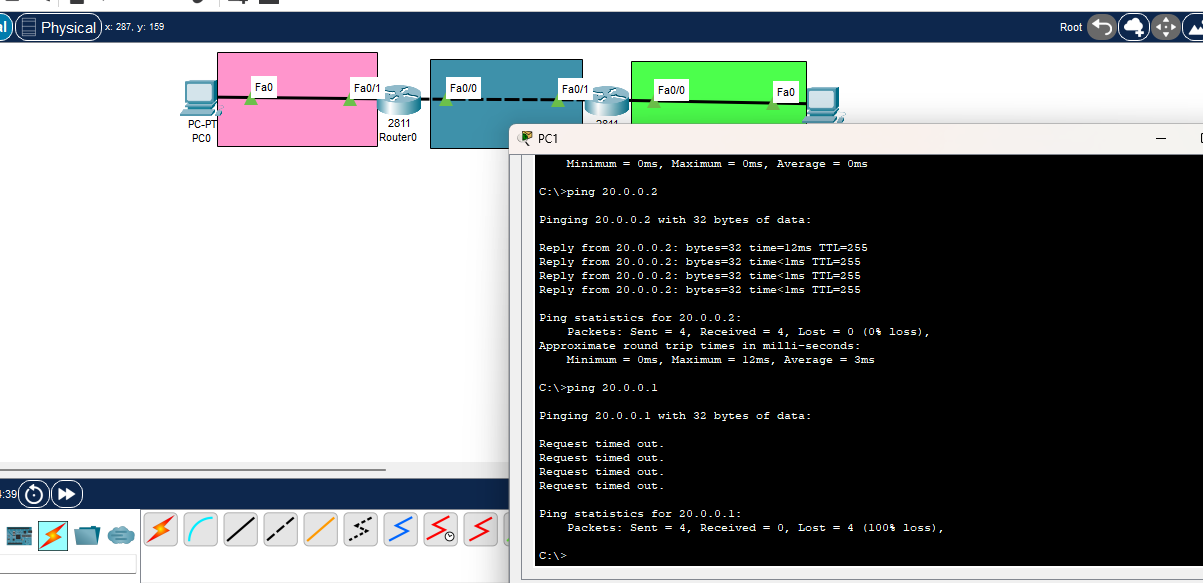 Physical x: 287, y: 159 Root
Fa0 Fa0/1 Fa0/0 Fa0/1 Fa0/0 Fa0
PC-PT
PC0
2811
Router0
PC1
Minimum = 0ms, Maximum = 0ms, Average = 0ms
C:\>ping 20.0.0.2
Pinging 20.0.0.2 with 32 bytes of data:
Reply from 20.0.0.2: bytes=32 time=12ms TTL=255
Reply from 20.0.0.2: bytes=32 time<1ms TTL=255
Reply from 20.0.0.2: bytes=32 time<1ms TTL=255
Reply from 20.0.0.2: bytes=32 time<1ms TTL=255
Ping statistics for 20.0.0.2:
Packets: Sent = 4, Received = 4, Lost = 0 (0% loss),
Approximate round trip times in milli-seconds:
Minimum = 0ms, Maximum = 12ms, Average = 3ms
C:\>ping 20.0.0.1
Pinging 20.0.0.1 with 32 bytes of data:
Request timed out.
Request timed out.
Request timed out.
Request timed out.
Ping statistics for 20.0.0.1:
Packets: Sent = 4, Received = 0, Lost = 4 (100% loss),
C:\>
:39